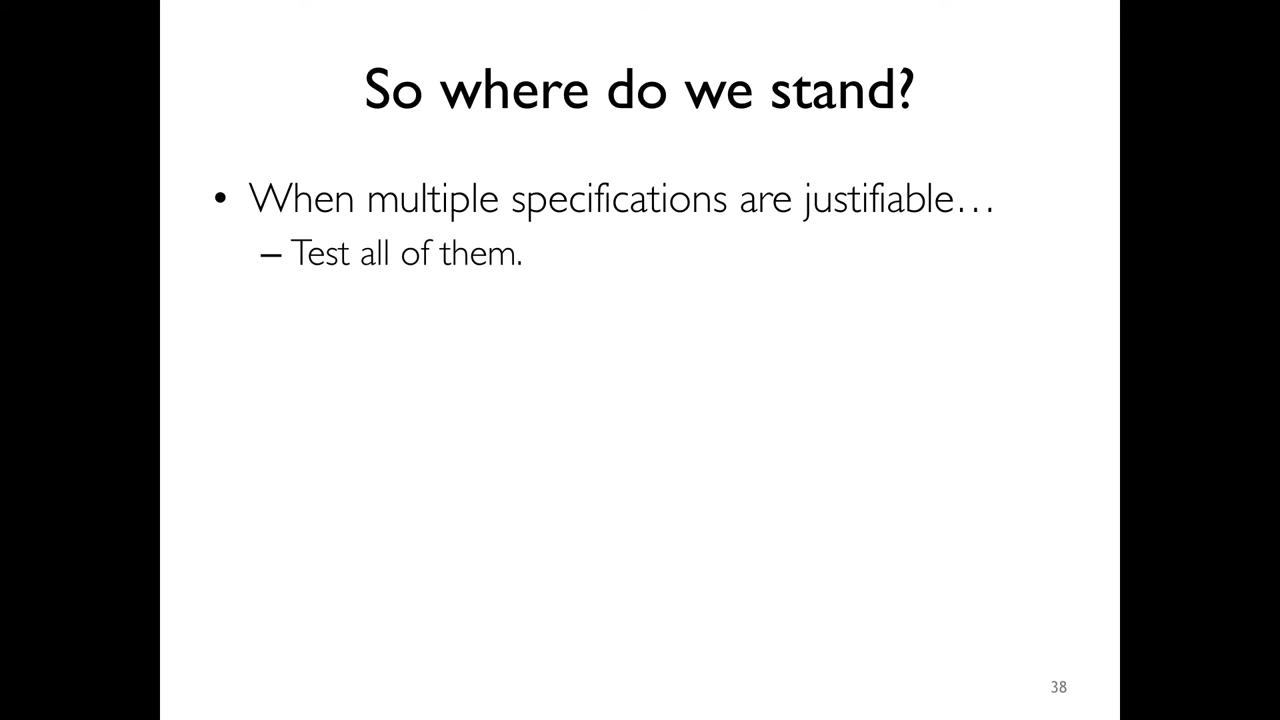 So where do we stand?
• When multiple specifications are justifiable…
– Test all of them.
38